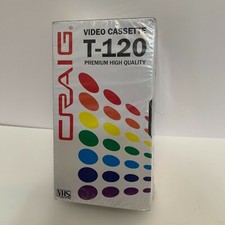 CRAIG
VIDEO CASSETTE
T-120
PREMIUM HIGH QUALITY
VHS